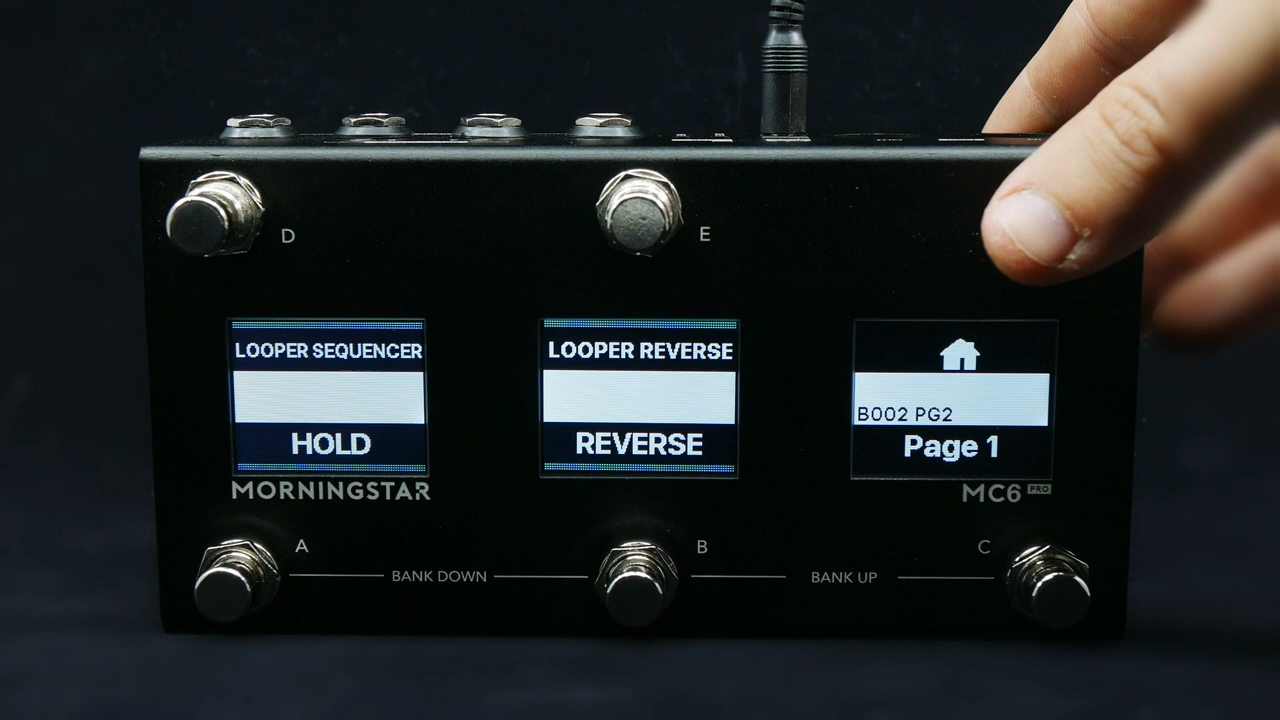 D
E
LOOPER SEQUENCER
HOLD
LOOPER REVERSE
REVERSE
B002 PG2
Page 1
MORNINGSTAR
MC6 PRO
A
B
C
BANK DOWN
BANK UP